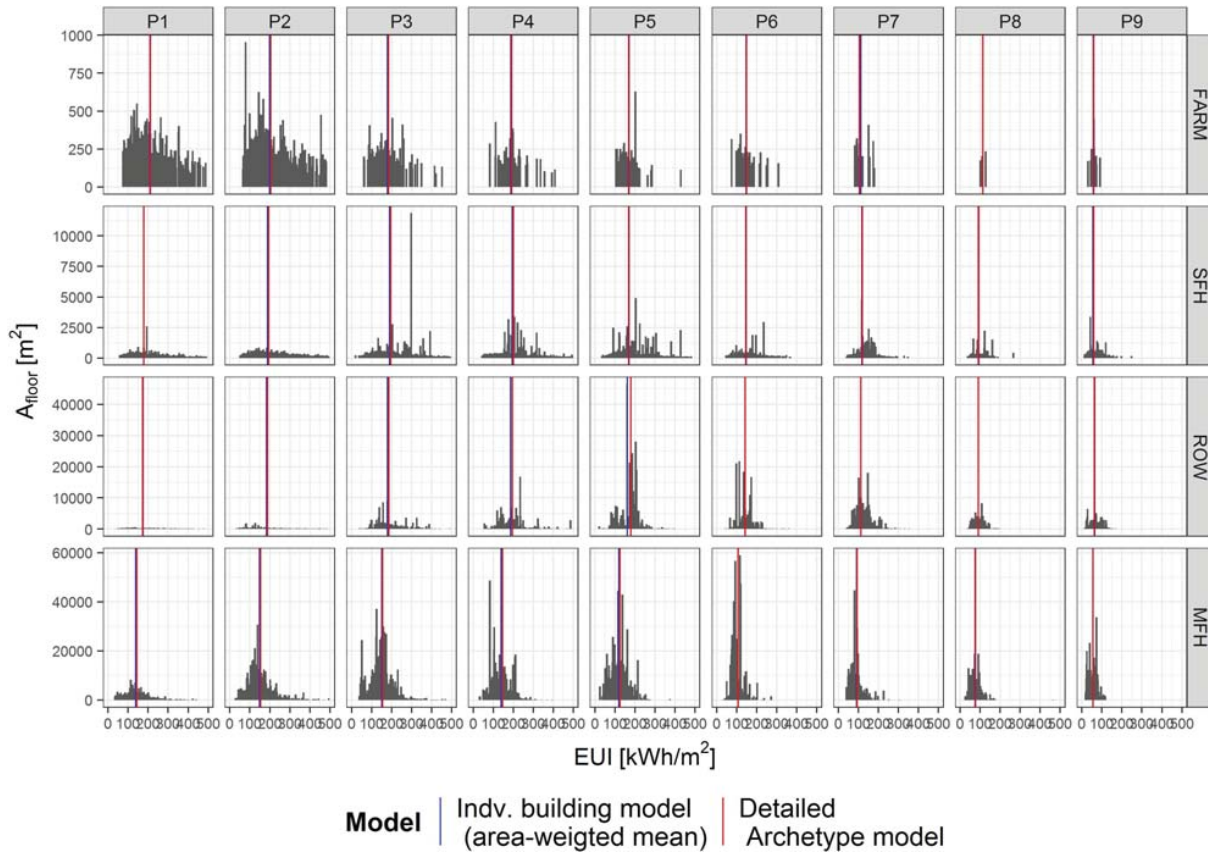 P1 P2 P3 P4 P5 P6 P7 P8 P9
1000
750
500
250
0
FARM
10000
7500
5000
2500
0
SFH
Afloor [m²]
40000
30000
20000
10000
0
ROW
60000
40000
20000
0
MFH
0 100200300400500 0 100200300400500 0 100200300400500 0 100200300400500 0 100200300400500 0 100200300400500 0 100200300400500 0 100200300400500 0 100200300400500
EUI [kWh/m²]
Model Indv. building model Detailed
(area-weigted mean) Archetype model